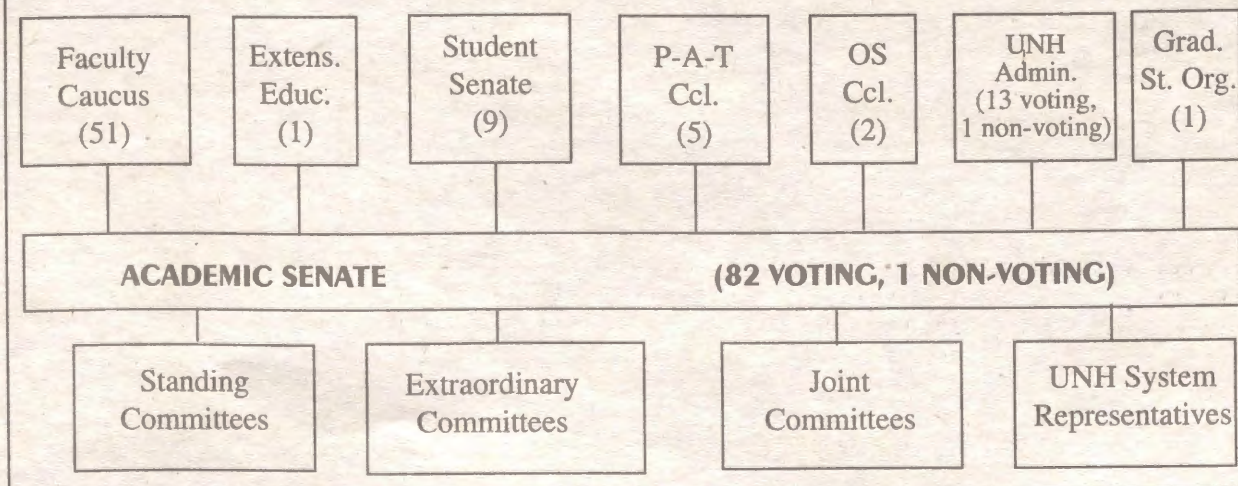 Faculty
Caucus
(51)
Extens.
Educ.
(1)
Student
Senate
(9)
P-A-T
Ccl.
(5)
OS
Ccl.
(2)
UNH
Admin.
(13 voting,
1 non-voting)
Grad.
St. Org.
(1)
ACADEMIC SENATE (82 VOTING, 1 NON-VOTING)
Standing
Committees
Extraordinary
Committees
Joint
Committees
UNH System
Representatives